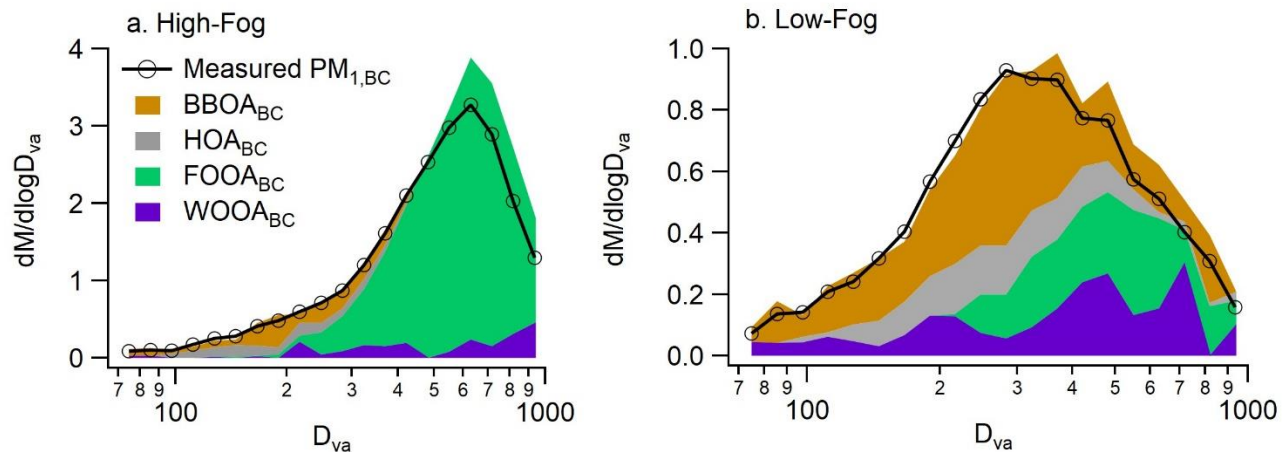 a. High-Fog
4
3
2
1
0
dM/dlogDva
Measured PM1,BC
BBOABC
HOABC
FOOABC
WOOABC
7 8 9 2 3 4 5 6 7 8 9
100 1000
Dva
b. Low-Fog
1.0
0.8
0.6
0.4
0.2
0.0
dM/dlogDva
7 8 9 2 3 4 5 6 7 8 9
100 1000
Dva